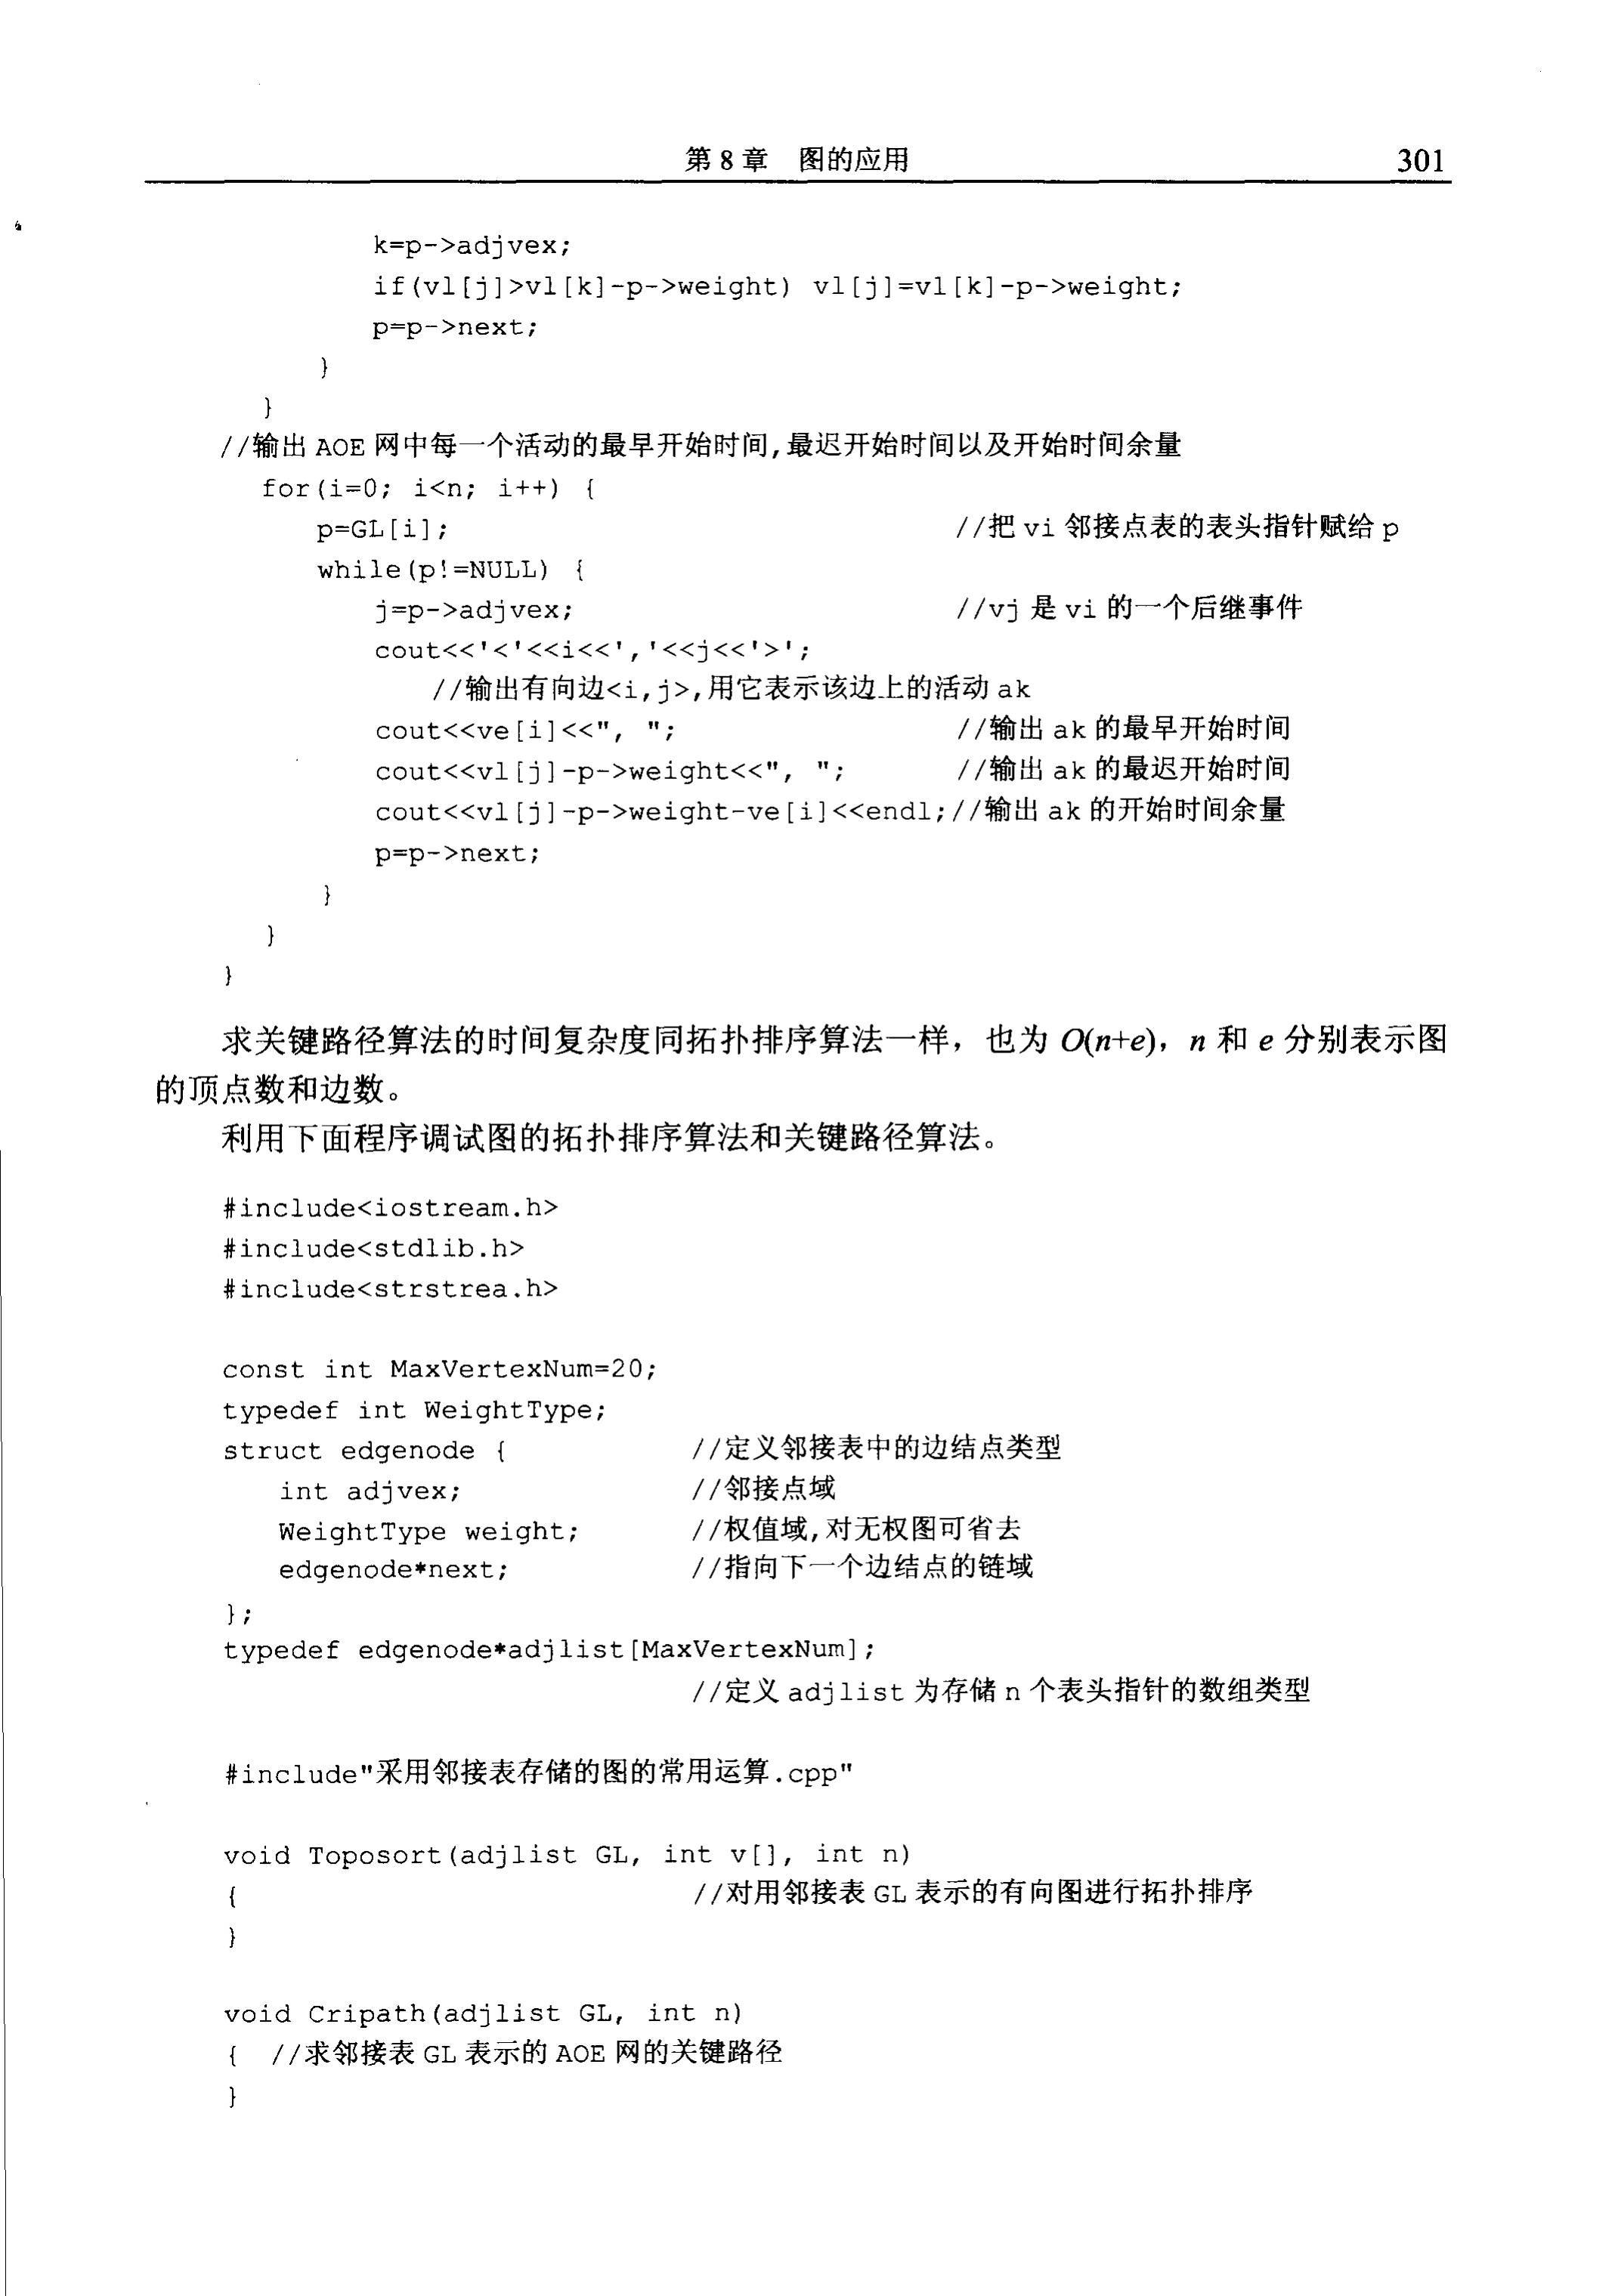 第 8 章 图的应用 301
k=p->adjvex;
if(vl[j]>vl[k]-p->weight) vl[j]=vl[k]-p->weight;
p=p->next;
}
}
//输出 AOE 网中每一个活动的最早开始时间,最迟开始时间以及开始时间余量
for(i=0; i<n; i++) {
p=GL[i]; //把 vi 邻接点表的表头指针赋给 p
while(p!=NULL) {
j=p->adjvex; //vj 是 vi 的一个后继事件
cout<<'<'<<i<<','<<j<<'>';
//输出有向边<i,j>,用它表示该边上的活动 ak
cout<<ve[i]<<", "; //输出 ak 的最早开始时间
cout<<vl[j]-p->weight<<", "; //输出 ak 的最迟开始时间
cout<<vl[j]-p->weight-ve[i]<<endl;//输出 ak 的开始时间余量
p=p->next;
}
}
}
求关键路径算法的时间复杂度同拓扑排序算法一样，也为 O(n+e)，n 和 e 分别表示图
的顶点数和边数。
利用下面程序调试图的拓扑排序算法和关键路径算法。
#include<iostream.h>
#include<stdlib.h>
#include<strstrea.h>
const int MaxVertexNum=20;
typedef int WeightType;
struct edgenode { //定义邻接表中的边结点类型
int adjvex; //邻接点域
WeightType weight; //权值域,对无权图可省去
edgenode*next; //指向下一个边结点的链域
};
typedef edgenode*adjlist[MaxVertexNum];
//定义 adjlist 为存储 n 个表头指针的数组类型
#include"采用邻接表存储的图的常用运算.cpp"
void Toposort(adjlist GL, int v[], int n)
{ //对用邻接表 GL 表示的有向图进行拓扑排序
}
void Cripath(adjlist GL, int n)
{ //求邻接表 GL 表示的 AOE 网的关键路径
}